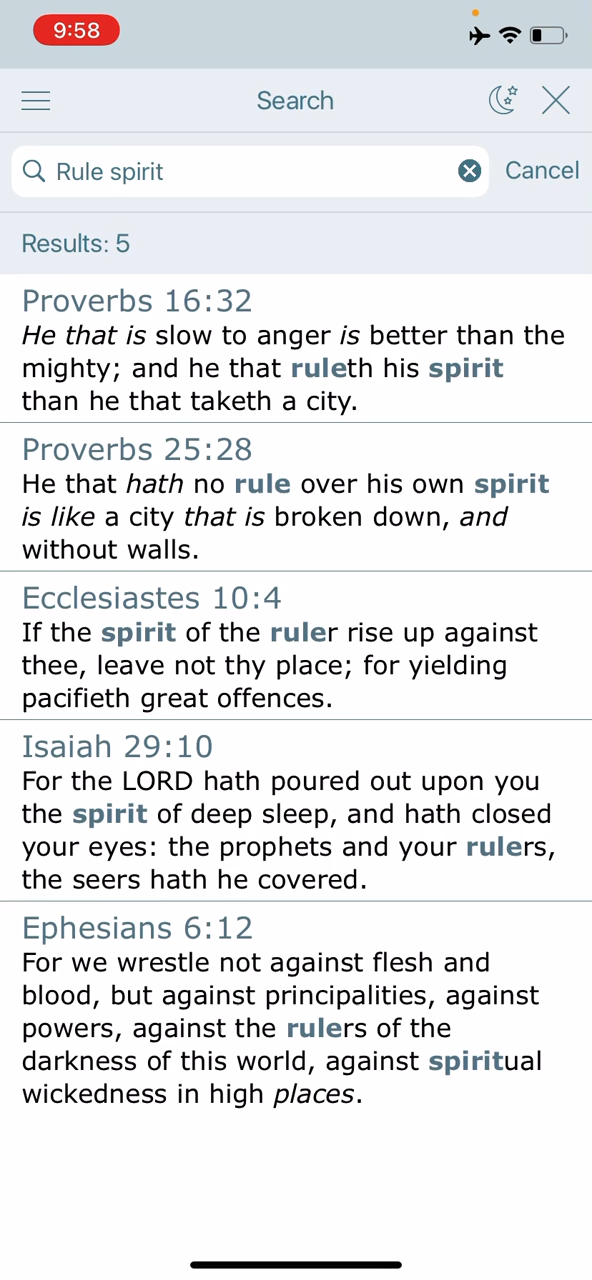 9:58
Search
Rule spirit
Cancel
Results: 5
Proverbs 16:32
He that is slow to anger is better than the
mighty; and he that ruleth his spirit
than he that taketh a city.
Proverbs 25:28
He that hath no rule over his own spirit
is like a city that is broken down, and
without walls.
Ecclesiastes 10:4
If the spirit of the ruler rise up against
thee, leave not thy place; for yielding
pacifieth great offences.
Isaiah 29:10
For the LORD hath poured out upon you
the spirit of deep sleep, and hath closed
your eyes: the prophets and your rulers,
the seers hath he covered.
Ephesians 6:12
For we wrestle not against flesh and
blood, but against principalities, against
powers, against the rulers of the
darkness of this world, against spiritual
wickedness in high places.